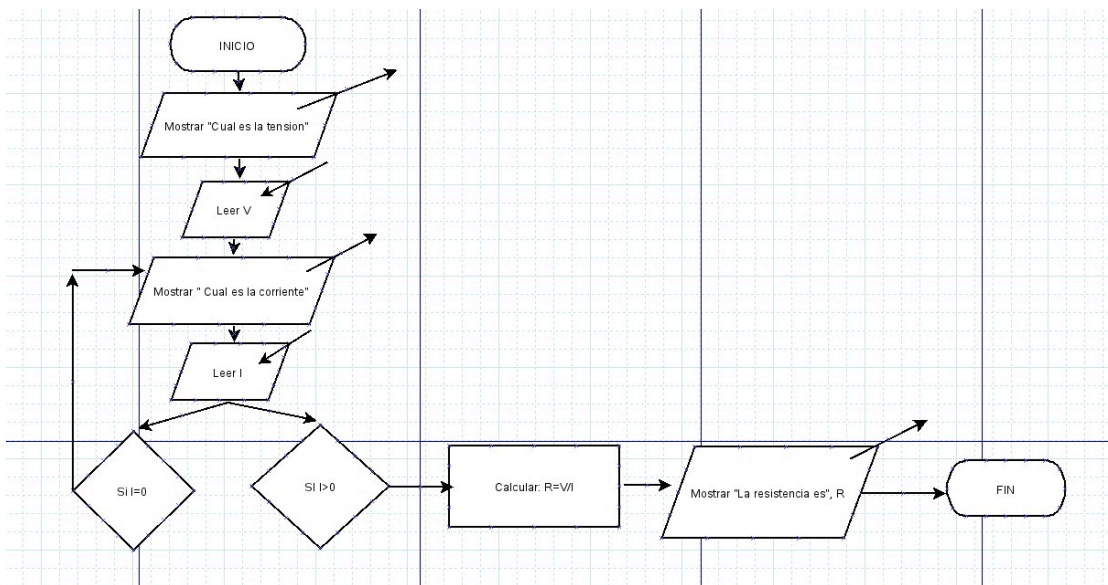 INICIO
Mostrar "Cual es la tension"
Leer V
Mostrar " Cual es la corriente"
Leer I
Si I=0
SI I>0
Calcular: R=V/I
Mostrar "La resistencia es", R
FIN